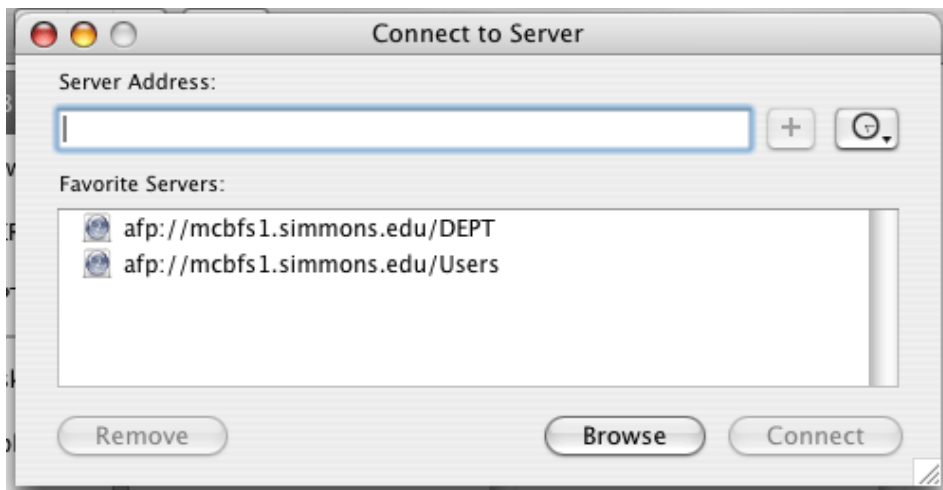 Connect to Server
Server Address:
+
Favorite Servers:
afp://mcbfs1.simmons.edu/DEPT
afp://mcbfs1.simmons.edu/Users
Remove
Browse
Connect